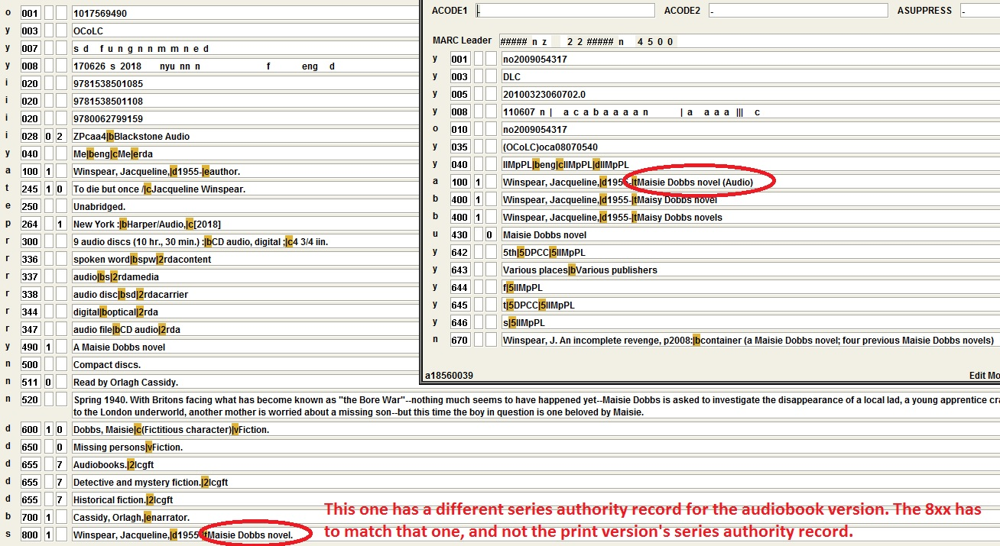 o 001 1017569490
y 003 OCoLC
y 007 s d f u n g n n m m n e d
y 008 170626 s 2018 nyu nn n f eng d
i 020 9781538501085
i 020 9781538501108
i 020 9780062799159
i 028 0 2 ZPcaa4|bBlackstone Audio
y 040 Me|beng|cMe|erda
a 100 1 Winspear, Jacqueline,|d1955-|eauthor.
t 245 1 0 To die but once /|cJacqueline Winspear.
e 250 Unabridged.
p 264 1 New York :|bHarper/Audio,|c[2018]
r 300 9 audio discs (10 hr., 30 min.) :|bCD audio, digital ;|c4 3/4 iin.
r 336 spoken word|bspw|2rdacontent
r 337 audio|bs|2rdamedia
r 338 audio disc|bsd|2rdacarrier
r 344 digital|boptical|2rda
r 347 audio file|bCD audio|2rda
y 490 1 A Maisie Dobbs novel
n 500 Compact discs.
n 511 0 Read by Orlagh Cassidy.
n 520 Spring 1940. With Britons facing what has become known as "the Bore War"--nothing much seems to have happened yet--Maisie Dobbs is asked to investigate the disappearance of a local lad, a young apprentice
to the London underworld, another mother is worried about a missing son--but this time the boy in question is one beloved by Maisie.
d 600 1 0 Dobbs, Maisie|c(Fictitious character)|vFiction.
d 650 0 Missing persons|vFiction.
d 655 7 Audiobooks.|2lcgft
d 655 7 Detective and mystery fiction.|2lcgft
d 655 7 Historical fiction.|2lcgft
b 700 1 Cassidy, Orlagh,|enarrator.
s 800 1 Winspear, Jacqueline,|d1955-|tMaisie Dobbs novel.
ACODE1 - ACODE2 - ASUPPRESS -
MARC Leader ##### n z 2 2 ##### n 4 5 0 0
y 001 no2009054317
y 003 DLC
y 005 20100323060702.0
y 008 110607 n | a c a b a a a a n | a a a a ||| c
o 010 no2009054317
y 035 (OCoLC)oca08070540
y 040 IlMpPL|beng|cIlMpPL|dIlMpPL
a 100 1 Winspear, Jacqueline,|d1955-|tMaisie Dobbs novel (Audio)
b 400 1 Winspear, Jacqueline,|d1955-|tMaisy Dobbs novel
b 400 1 Winspear, Jacqueline,|d1955-|tMaisy Dobbs novels
u 430 0 Maisie Dobbs novel
y 642 5th|5DPCC|5IlMpPL
y 643 Various places|bVarious publishers
y 644 f|5IlMpPL
y 645 t|5DPCC|5IlMpPL
y 646 s|5IlMpPL
n 670 Winspear, J. An incomplete revenge, p2008:|bcontainer (a Maisie Dobbs novel; four previous Maisie Dobbs novels)
a18560039 Edit
This one has a different series authority record for the audiobook version. The 8xx has
to match that one, and not the print version's series authority record.